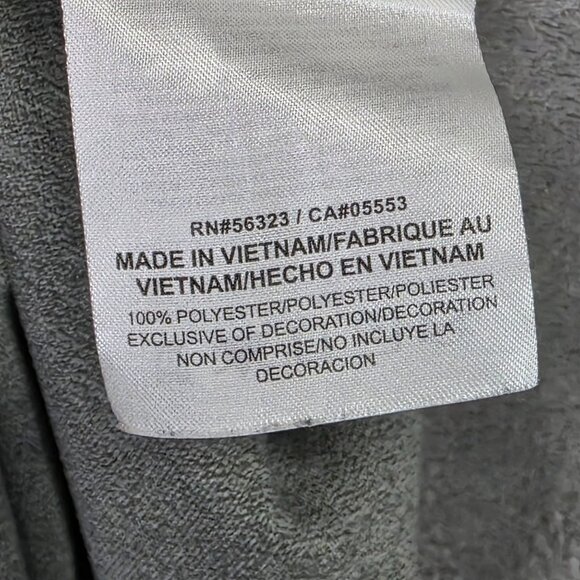 RN#56323 / CA#05553
MADE IN VIETNAM/FABRIQUE AU
VIETNAM/HECHO EN VIETNAM
100% POLYESTER/POLYESTER/POLIESTER
EXCLUSIVE OF DECORATION/DECORATION
NON COMPRISE/NO INCLUYE LA
DECORACION